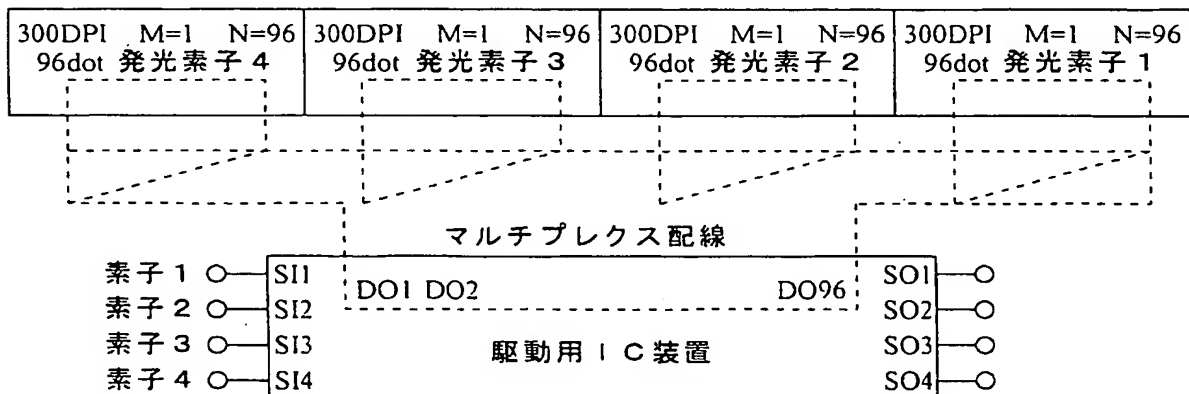 300DPI M=1 N=96 300DPI M=1 N=96 300DPI M=1 N=96 300DPI M=1 N=96
96dot 発光素子4 96dot 発光素子3 96dot 発光素子2 96dot 発光素子1
マルチプレクス配線
素子1 SI1 DO1 DO2 DO96 SO1
素子2 SI2 SO2
素子3 SI3 駆動用IC装置 SO3
素子4 SI4 SO4